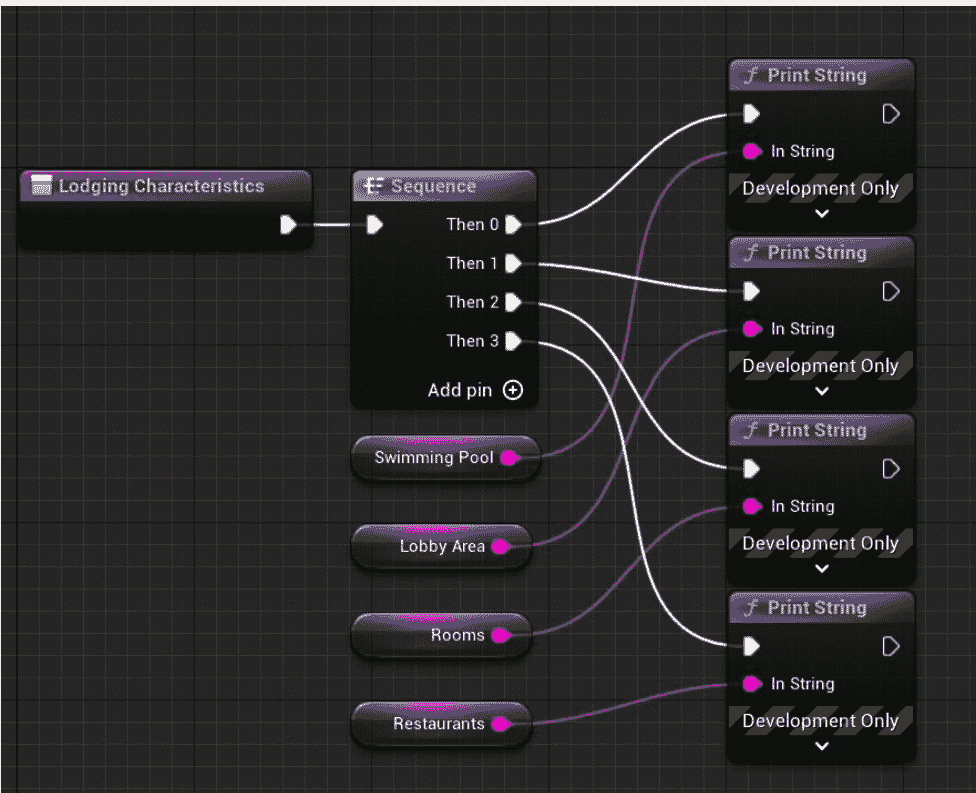 Lodging Characteristics
Sequence
Then 0
Then 1
Then 2
Then 3
Add pin
Swimming Pool
Lobby Area
Rooms
Restaurants
Print String
In String
Development Only
Print String
In String
Development Only
Print String
In String
Development Only
Print String
In String
Development Only